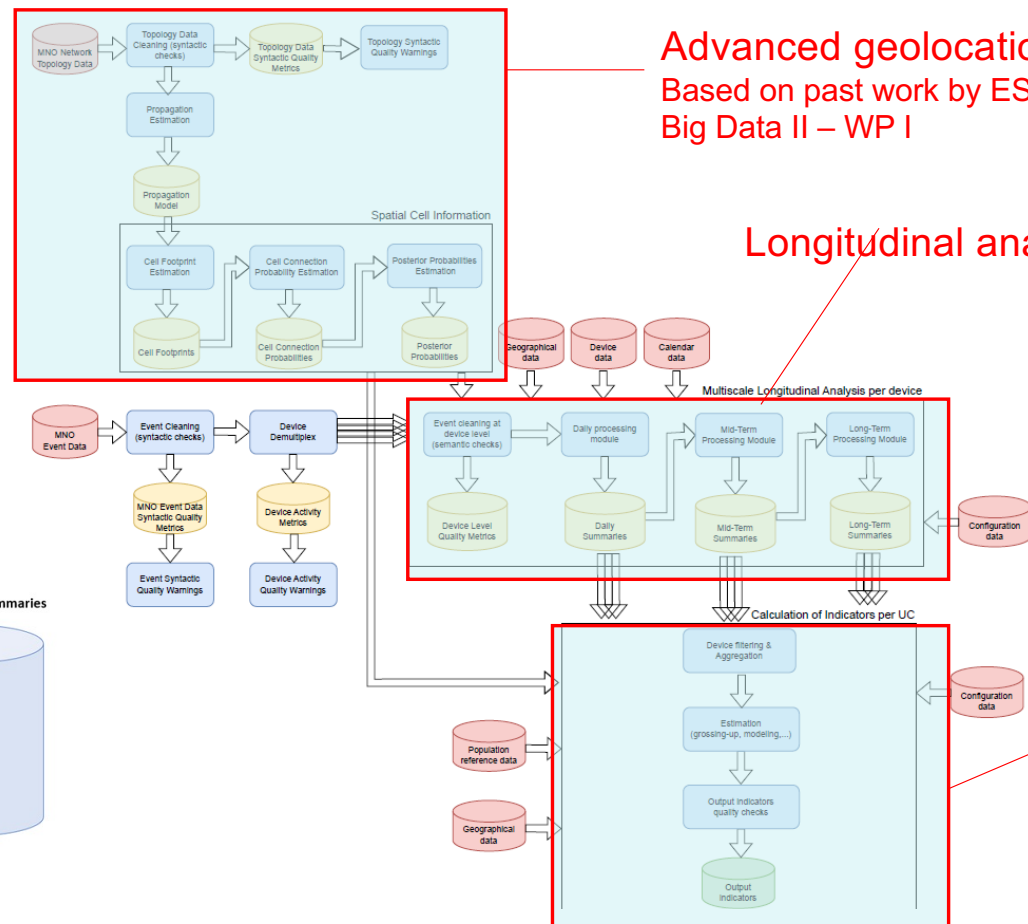 Advanced geolocatio
Based on past work by ES
Big Data II – WP I
MNO Network
Topology Data
Topology Data
Cleaning (syntactic
checks)
Topology Data
Syntactic Quality
Metrics
Topology Syntactic
Quality Warnings
Propagation
Estimation
Propagation
Model
Spatial Cell Information
Cell Footprint
Estimation
Cell Connection
Probability Estimation
Posterior Probabilities
Estimation
Cell Footprints
Cell Connection
Probabilities
Posterior
Probabilities
Longitudinal ana
Geographical
data
Device
data
Calendar
data
Multiscale Longitudinal Analysis per device
MNO
Event Data
Event Cleaning
(syntactic checks)
Device
Demultiplex
Event cleaning at
device level
(semantic checks)
Daily processing
module
Mid-Term
Processing Module
Long-Term
Processing Module
MNO Event Data
Syntactic Quality
Metrics
Device Activity
Metrics
Device Level
Quality Metrics
Daily
Summaries
Mid-Term
Summaries
Long-Term
Summaries
Configuration
data
Event Syntactic
Quality Warnings
Device Activity
Quality Warnings
mmaries
Calculation of Indicators per UC
Device filtering &
Aggregation
Configuration
data
Estimation
(grossing-up, modeling,...)
Population
reference data
Output indicators
quality checks
Geographical
data
Output
indicators